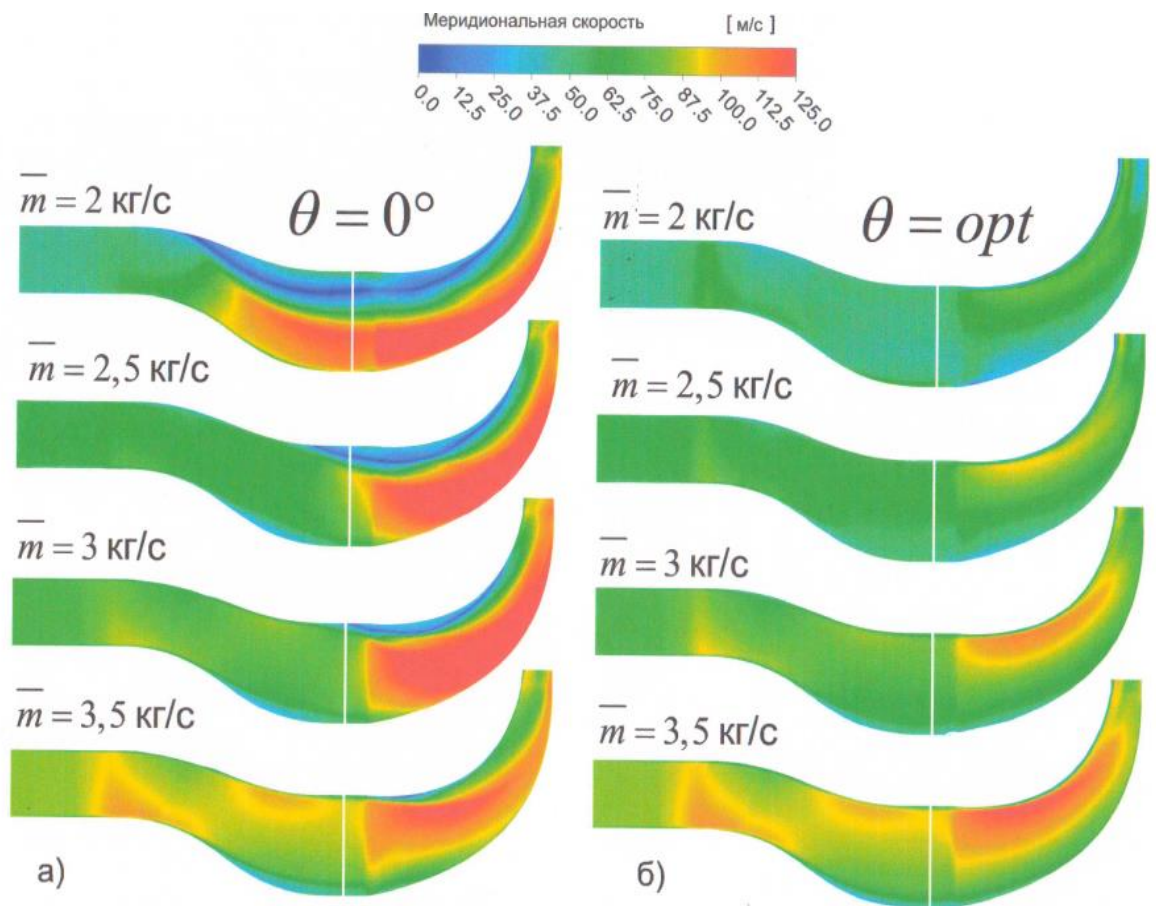 Меридиональная скорость [ м/с ]
0.0 12.5 25.0 37.5 50.0 62.5 75.0 87.5 100.0 112.5 125.0
m̅ = 2 кг/с
θ = 0°
m̅ = 2,5 кг/с
m̅ = 3 кг/с
m̅ = 3,5 кг/с
а)
m̅ = 2 кг/с
θ = opt
m̅ = 2,5 кг/с
m̅ = 3 кг/с
m̅ = 3,5 кг/с
б)